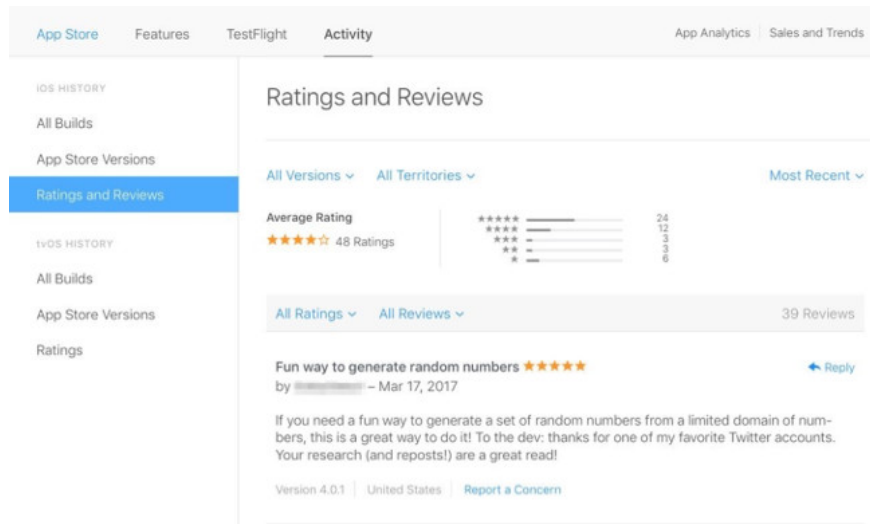 App Store Features TestFlight Activity App Analytics Sales and Trends
iOS HISTORY
All Builds
App Store Versions
Ratings and Reviews
tvOS HISTORY
All Builds
App Store Versions
Ratings
Ratings and Reviews
All Versions All Territories Most Recent
Average Rating
48 Ratings
★★★★★ 24
★★★★ 12
★★★ 3
★★ 3
★ 6
All Ratings All Reviews 39 Reviews
Fun way to generate random numbers ★★★★★ Reply
by – Mar 17, 2017
If you need a fun way to generate a set of random numbers from a limited domain of num-
bers, this is a great way to do it! To the dev: thanks for one of my favorite Twitter accounts.
Your research (and reposts!) are a great read!
Version 4.0.1 United States Report a Concern